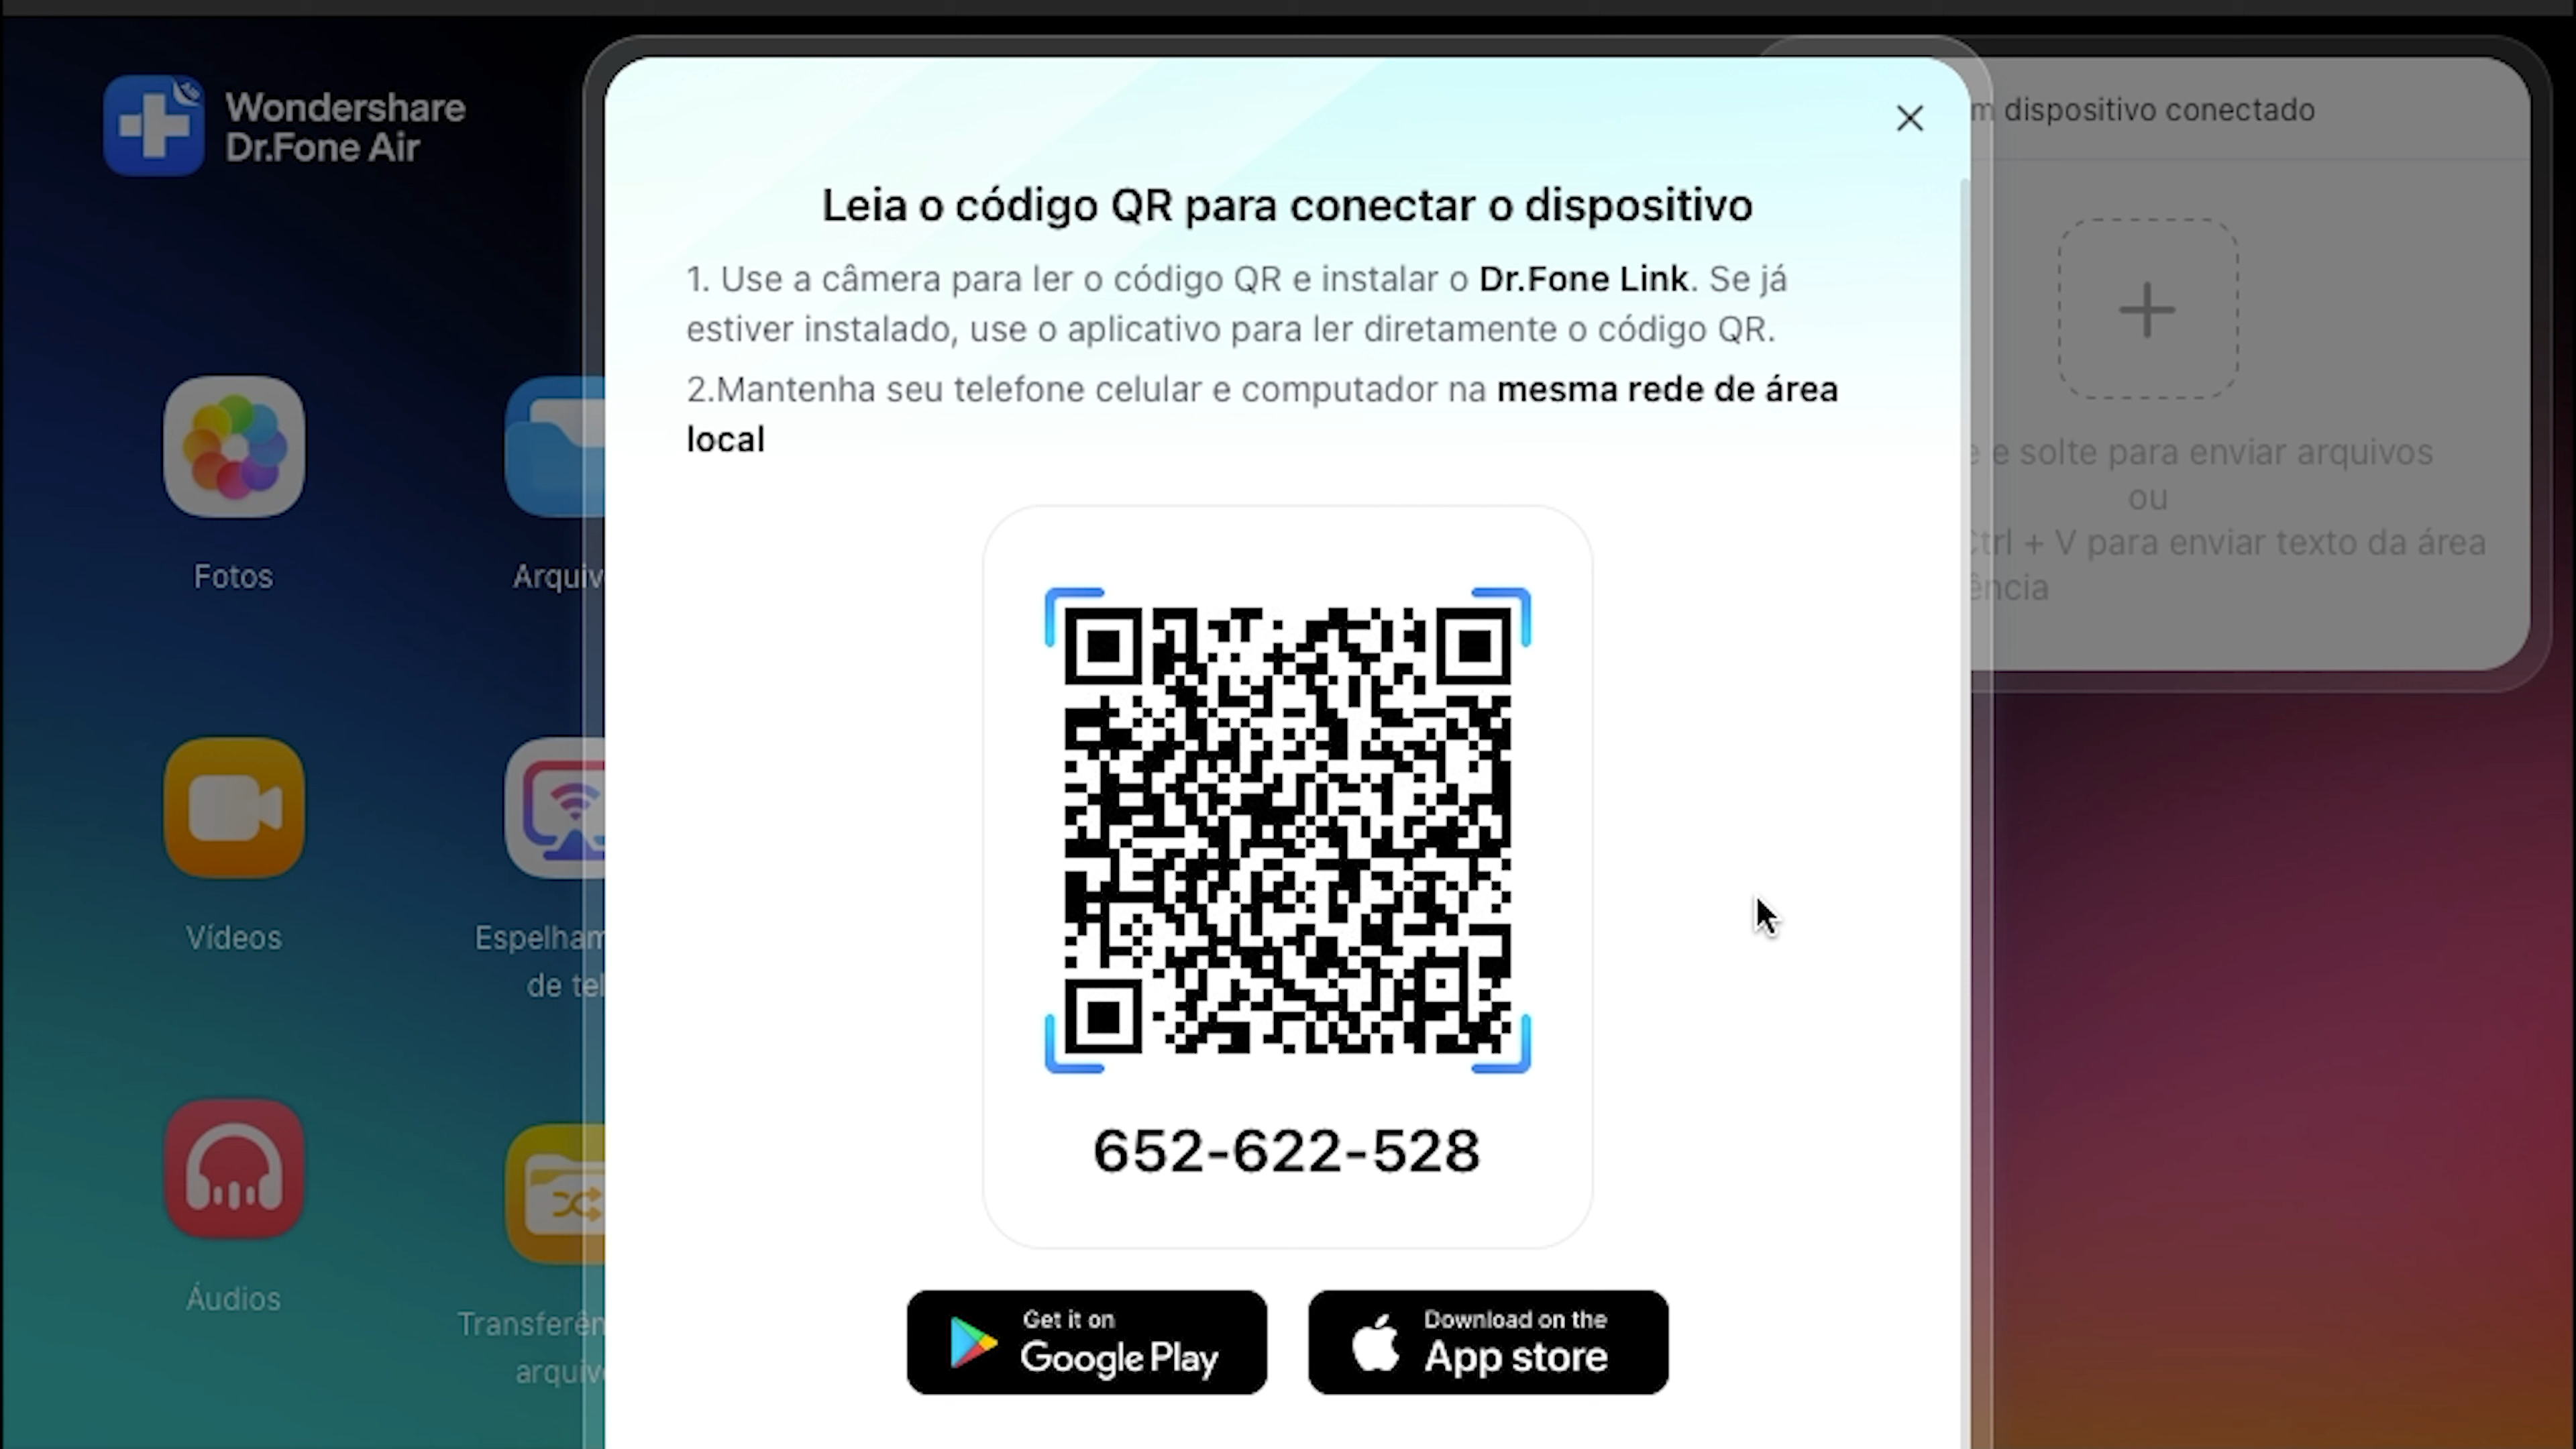 Wondershare
Dr.Fone Air
Fotos
Vídeos
Áudios
de
Leia o código QR para conectar o dispositivo
1. Use a câmera para ler o código QR e instalar o Dr.Fone Link. Se já
estiver instalado, use o aplicativo para ler diretamente o código QR.
2.Mantenha seu telefone celular e computador na mesma rede de área
local
652-622-528
Get it on
Google Play
Download on the
App store
dispositivo conectado
e solte para enviar arquivos
ou
+ V para enviar texto da área